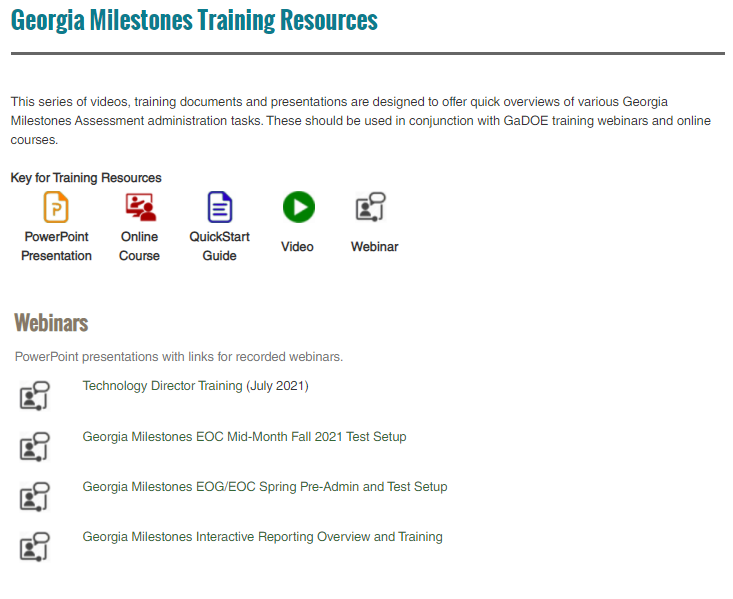 Georgia Milestones Training Resources
This series of videos, training documents and presentations are designed to offer quick overviews of various Georgia
Milestones Assessment administration tasks. These should be used in conjunction with GaDOE training webinars and online
courses.
Key for Training Resources
PowerPoint Presentation
Online Course
QuickStart Guide
Video
Webinar
Webinars
PowerPoint presentations with links for recorded webinars.
Technology Director Training (July 2021)
Georgia Milestones EOC Mid-Month Fall 2021 Test Setup
Georgia Milestones EOG/EOC Spring Pre-Admin and Test Setup
Georgia Milestones Interactive Reporting Overview and Training